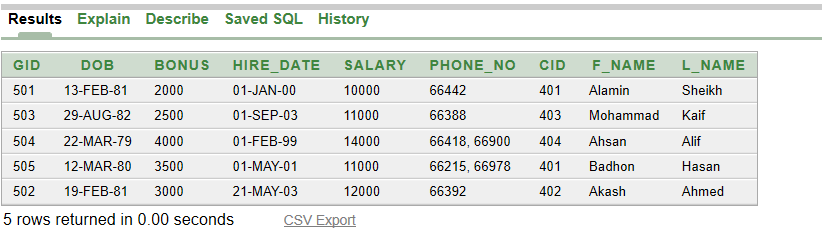 Results Explain Describe Saved SQL History
GID DOB BONUS HIRE_DATE SALARY PHONE_NO CID F_NAME L_NAME
501 13-FEB-81 2000 01-JAN-00 10000 66442 401 Alamin Sheikh
503 29-AUG-82 2500 01-SEP-03 11000 66388 403 Mohammad Kaif
504 22-MAR-79 4000 01-FEB-99 14000 66418, 66900 404 Ahsan Alif
505 12-MAR-80 3500 01-MAY-01 11000 66215, 66978 401 Badhon Hasan
502 19-FEB-81 3000 21-MAY-03 12000 66392 402 Akash Ahmed
5 rows returned in 0.00 seconds CSV Export